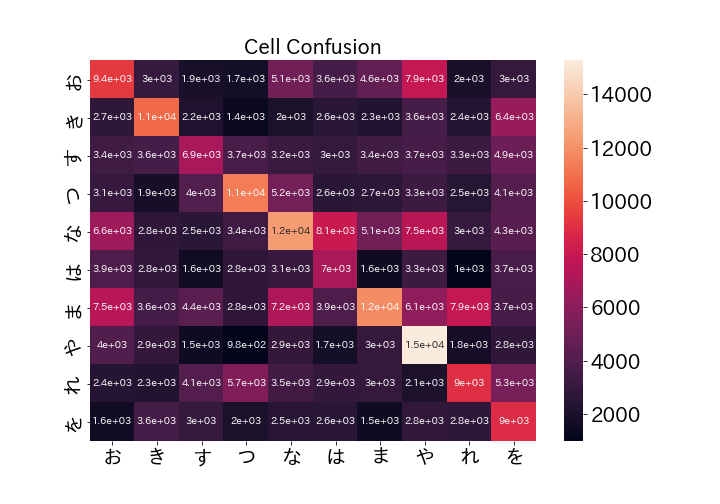 Cell Confusion
お 9.4e+03 3e+03 1.9e+03 1.7e+03 5.1e+03 3.6e+03 4.6e+03 7.9e+03 2e+03 3e+03
き 2.7e+03 1.1e+04 2.2e+03 1.4e+03 2e+03 2.6e+03 2.3e+03 3.6e+03 2.4e+03 6.4e+03
す 3.4e+03 3.6e+03 6.9e+03 3.7e+03 3.2e+03 3e+03 3.4e+03 3.7e+03 3.3e+03 4.9e+03
つ 3.1e+03 1.9e+03 4e+03 1.1e+04 5.2e+03 2.6e+03 2.7e+03 3.3e+03 2.5e+03 4.1e+03
な 6.6e+03 2.8e+03 2.5e+03 3.4e+03 1.2e+04 8.1e+03 5.1e+03 7.5e+03 3e+03 4.3e+03
は 3.9e+03 2.8e+03 1.6e+03 2.8e+03 3.1e+03 7e+03 1.6e+03 3.3e+03 1e+03 3.7e+03
ま 7.5e+03 3.6e+03 4.4e+03 2.8e+03 7.2e+03 3.9e+03 1.2e+04 6.1e+03 7.9e+03 3.7e+03
や 4e+03 2.9e+03 1.5e+03 9.8e+02 2.9e+03 1.7e+03 3e+03 1.5e+04 1.8e+03 2.8e+03
れ 2.4e+03 2.3e+03 4.1e+03 5.7e+03 3.5e+03 2.9e+03 3e+03 2.1e+03 9e+03 5.3e+03
を 1.6e+03 3.6e+03 3e+03 2e+03 2.5e+03 2.6e+03 1.5e+03 2.8e+03 2.8e+03 9e+03
お き す つ な は ま や れ を
14000
12000
10000
8000
6000
4000
2000